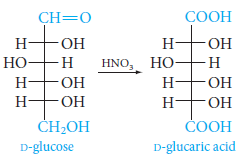 CH=O COOH
H OH H OH
HO H HNO₃ HO H
H OH H OH
H OH H OH
CH₂OH COOH
D-glucose D-glucaric acid